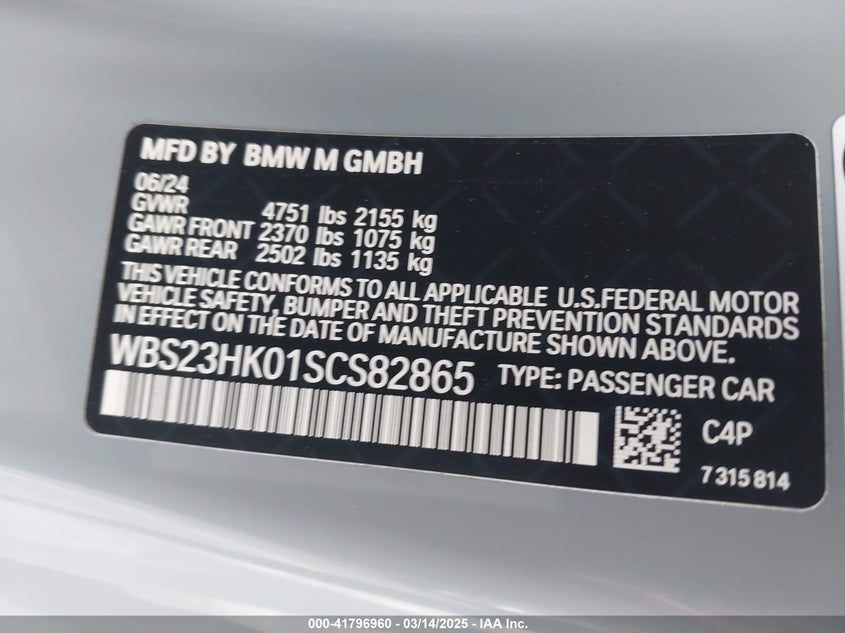 MFD BY BMW M GMBH
06/24
GVWR 4751 lbs 2155 kg
GAWR FRONT 2370 lbs 1075 kg
GAWR REAR 2502 lbs 1135 kg
THIS VEHICLE CONFORMS TO ALL APPLICABLE U.S.FEDERAL MOTOR
VEHICLE SAFETY, BUMPER AND THEFT PREVENTION STANDARDS
IN EFFECT ON THE DATE OF MANUFACTURE SHOWN ABOVE.
WBS23HK01SCS82865 TYPE: PASSENGER CAR
C4P
7315814
000-41796960 - 03/14/2025 - IAA Inc.